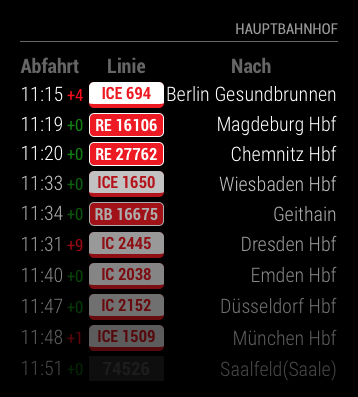 HAUPTBAHNHOF
Abfahrt Linie Nach
11:15 +4 ICE 694 Berlin Gesundbrunnen
11:19 +0 RE 16106 Magdeburg Hbf
11:20 +0 RE 27762 Chemnitz Hbf
11:33 +0 ICE 1650 Wiesbaden Hbf
11:34 +0 RB 16675 Geithain
11:31 +9 IC 2445 Dresden Hbf
11:40 +0 IC 2038 Emden Hbf
11:47 +0 IC 2152 Düsseldorf Hbf
11:48 +1 ICE 1509 München Hbf
11:51 +0 74526 Saalfeld(Saale)